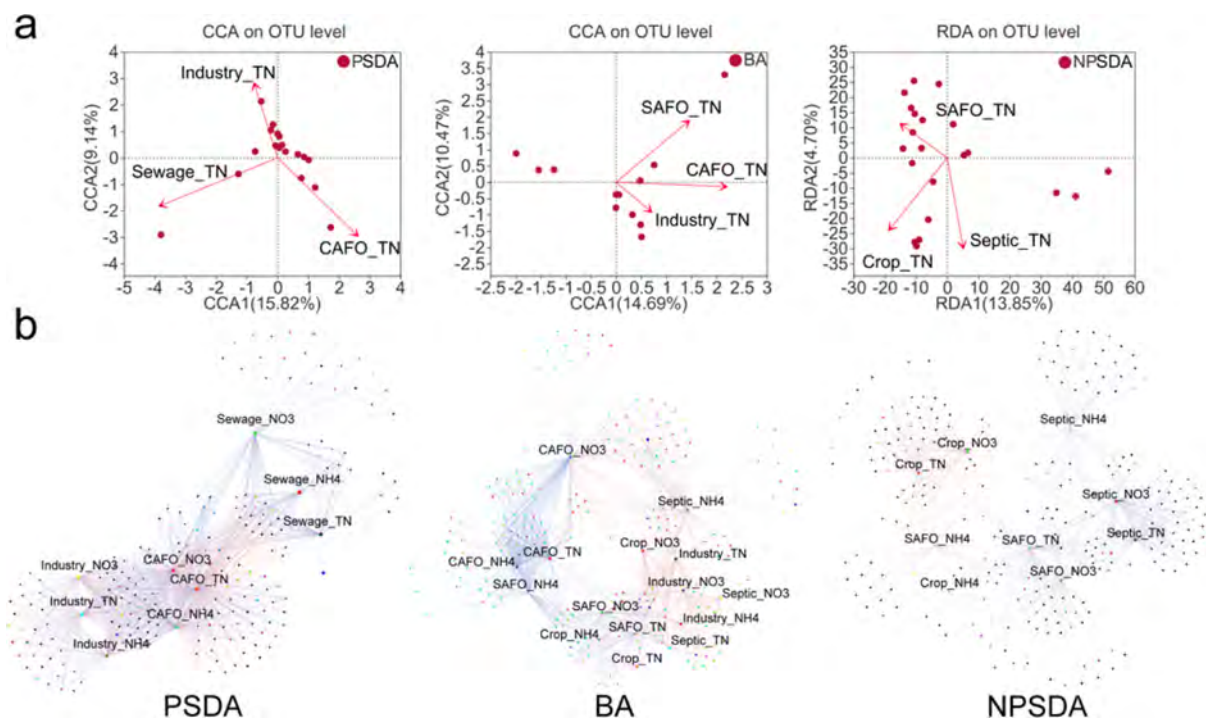 a
CCA on OTU level
PSDA
Industry_TN
Sewage_TN
CAFO_TN
CCA2(9.14%)
4
3
2
1
0
-1
-2
-3
-4
-5 -4 -3 -2 -1 0 1 2 3 4
CCA1(15.82%)
CCA on OTU level
BA
SAFO_TN
CAFO_TN
Industry_TN
CCA2(10.47%)
4
3.5
3
2.5
2
1.5
1
0.5
0
-0.5
-1
-1.5
-2
-2.5
-2.5 -2 -1.5 -1 -0.5 0 0.5 1 1.5 2 2.5 3
CCA1(14.69%)
RDA on OTU level
NPSDA
SAFO_TN
Crop_TN
Septic_TN
RDA2(4.70%)
35
30
25
20
15
10
5
0
-5
-10
-15
-20
-25
-30
-35
-30 -20 -10 0 10 20 30 40 50 60
RDA1(13.85%)
b
Sewage_NO3
Sewage_NH4
Sewage_TN
Industry_NO3
CAFO_NO3
CAFO_TN
Industry_TN
CAFO_NH4
Industry_NH4
PSDA
CAFO_NO3
Septic_NH4
Crop_NO3
CAFO_TN
Industry_TN
CAFO_NH4
SAFO_NH4
Industry_NO3
Septic_NO3
SAFO_NO3
Industry_NH4
Crop_NH4
SAFO_TN
Septic_TN
Crop_TN
BA
Septic_NH4
Crop_NO3
Crop_TN
Septic_NO3
SAFO_NH4
SAFO_TN
Septic_TN
Crop_NH4
SAFO_NO3
NPSDA